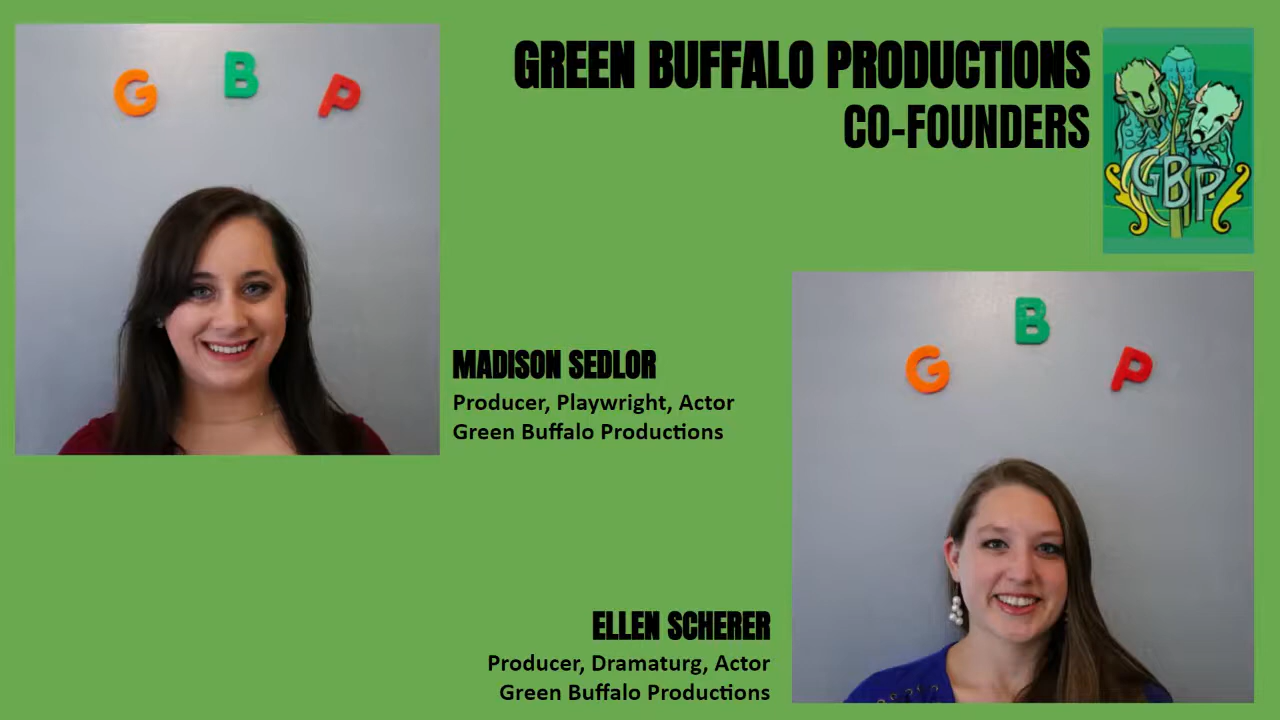 G B P
GREEN BUFFALO PRODUCTIONS
CO-FOUNDERS
GBP
MADISON SEDLOR
Producer, Playwright, Actor
Green Buffalo Productions
G B P
ELLEN SCHERER
Producer, Dramaturg, Actor
Green Buffalo Productions